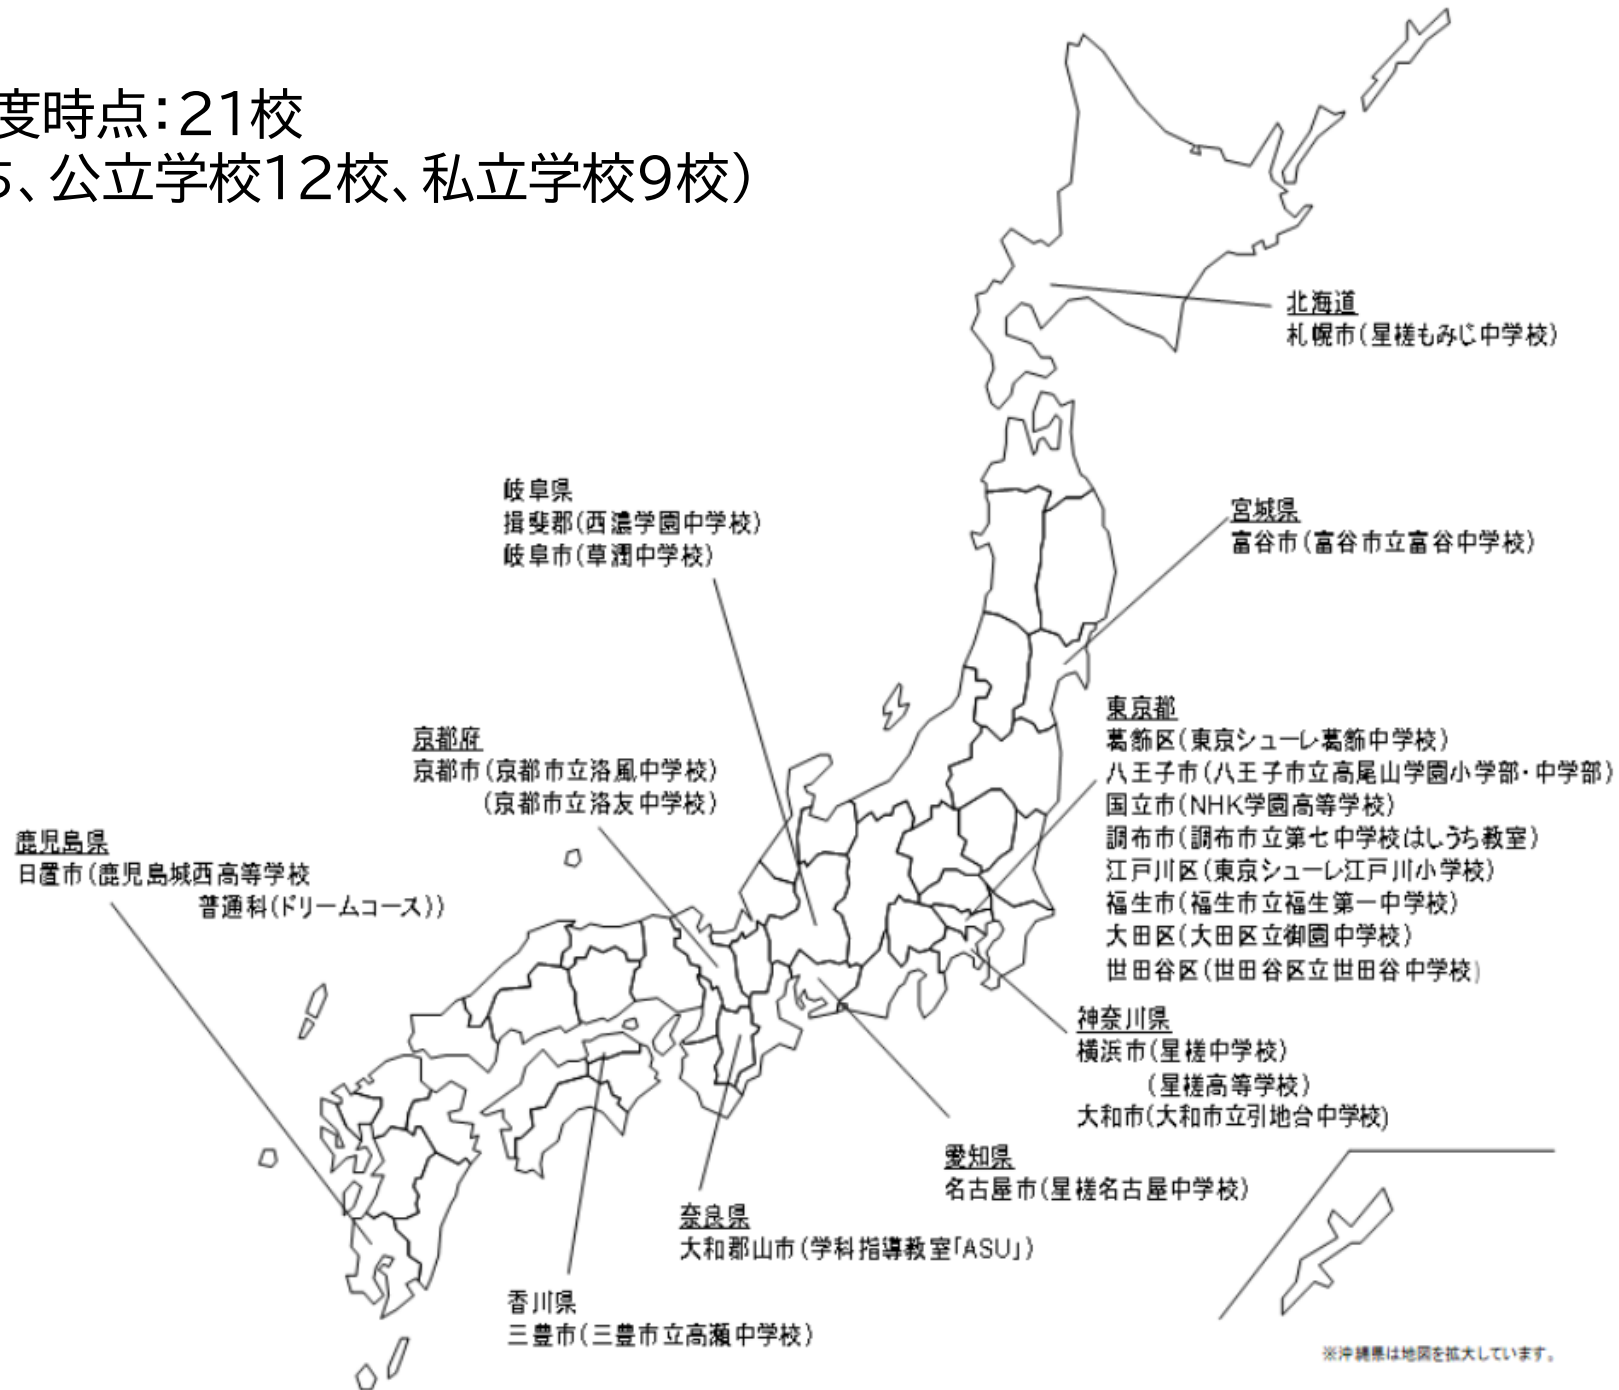 度時点：21校
、公立学校12校、私立学校9校）
北海道
札幌市（星槎もみじ中学校）
岐阜県
揖斐郡（西濃学園中学校）
岐阜市（草潤中学校）
宮城県
富谷市（富谷市立富谷中学校）
東京都
葛飾区（東京シューレ葛飾中学校）
八王子市（八王子市立高尾山学園小学部・中学部）
国立市（NHK学園高等学校）
調布市（調布市立第七中学校はしうち教室）
江戸川区（東京シューレ江戸川小学校）
福生市（福生市立福生第一中学校）
大田区（大田区立御園中学校）
世田谷区（世田谷区立世田谷中学校）
京都府
京都市（京都市立洛風中学校）
（京都市立洛友中学校）
鹿児島県
日置市（鹿児島城西高等学校
普通科（ドリームコース））
神奈川県
横浜市（星槎中学校）
（星槎高等学校）
大和市（大和市立引地台中学校）
愛知県
名古屋市（星槎名古屋中学校）
奈良県
大和郡山市（学科指導教室「ASU」）
香川県
三豊市（三豊市立高瀬中学校）
※沖縄県は地図を拡大しています。